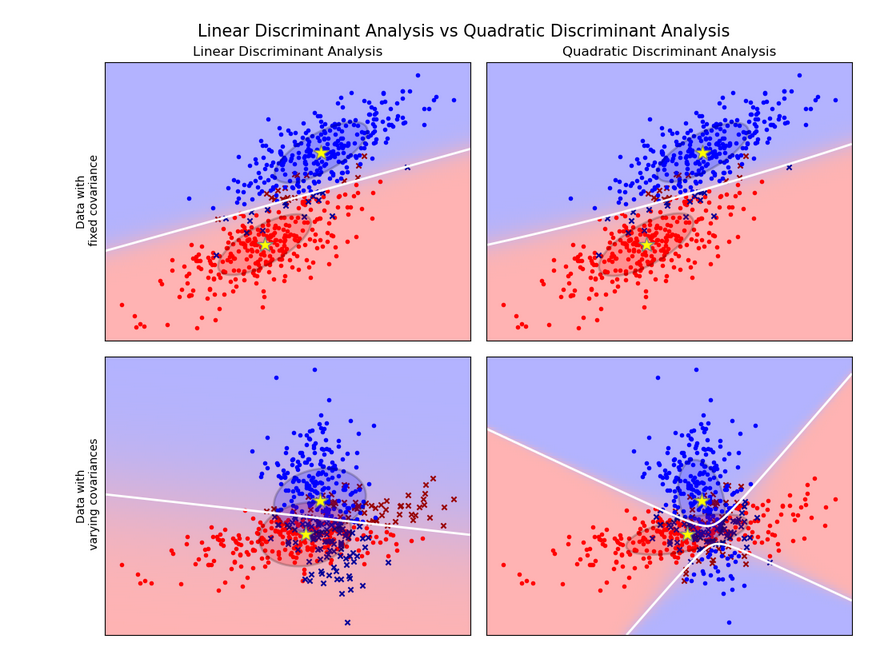 Linear Discriminant Analysis vs Quadratic Discriminant Analysis
Linear Discriminant Analysis
Quadratic Discriminant Analysis
Data with
fixed covariance
Data with
varying covariances